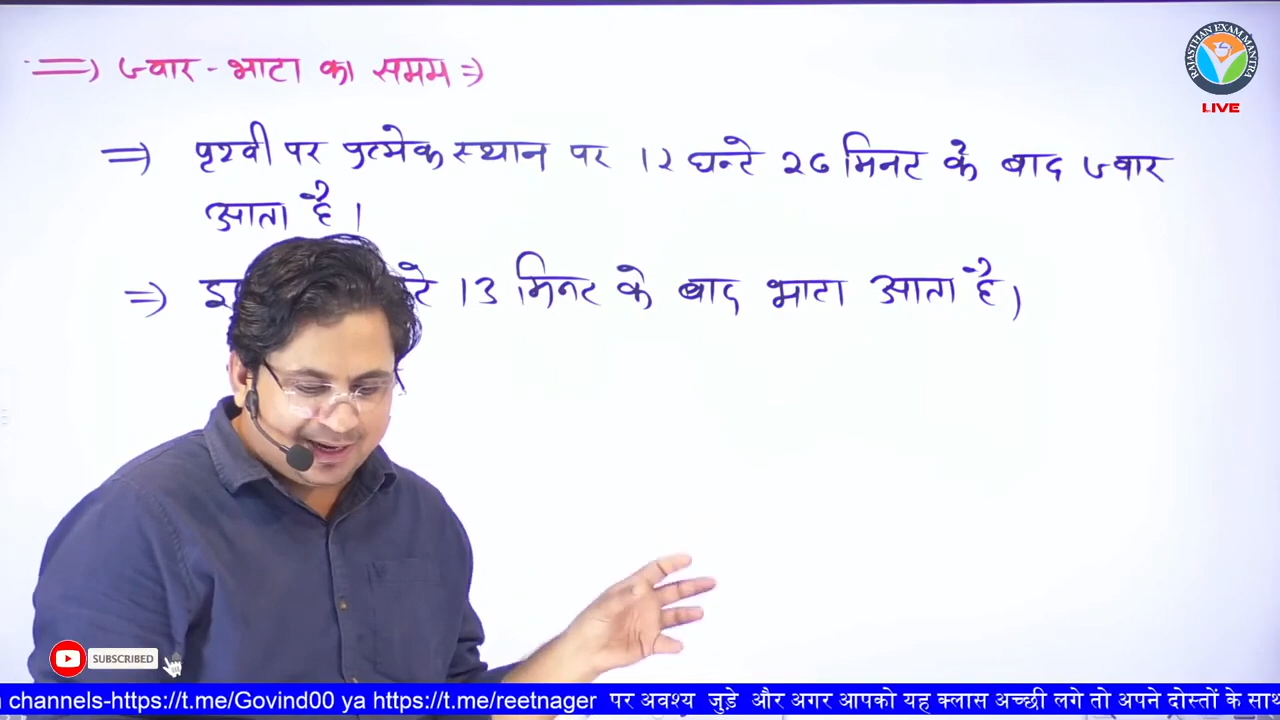 ⇒ ज्वार-भाटा का समय ⇒
⇒ पृथ्वी पर प्रत्येक स्थान पर 12 घन्टे 26 मिनट के बाद ज्वार
आता है।
⇒ 13 मिनट के बाद भाटा आता है।
RAJASTHAN EXAM MANTRA
LIVE
SUBSCRIBED
channels-https://t.me/Govind00 ya https://t.me/reetnager पर अवश्य जुड़े और अगर आपको यह क्लास अच्छी लगे तो अपने दोस्तों के साथ